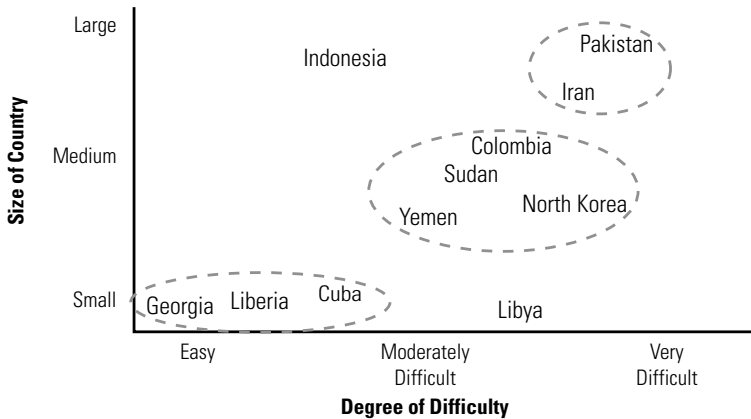 Large
Pakistan
Indonesia
Iran
Size of Country
Medium
Colombia
Sudan
North Korea
Yemen
Small
Georgia
Liberia
Cuba
Libya
Easy
Moderately
Difficult
Very
Difficult
Degree of Difficulty